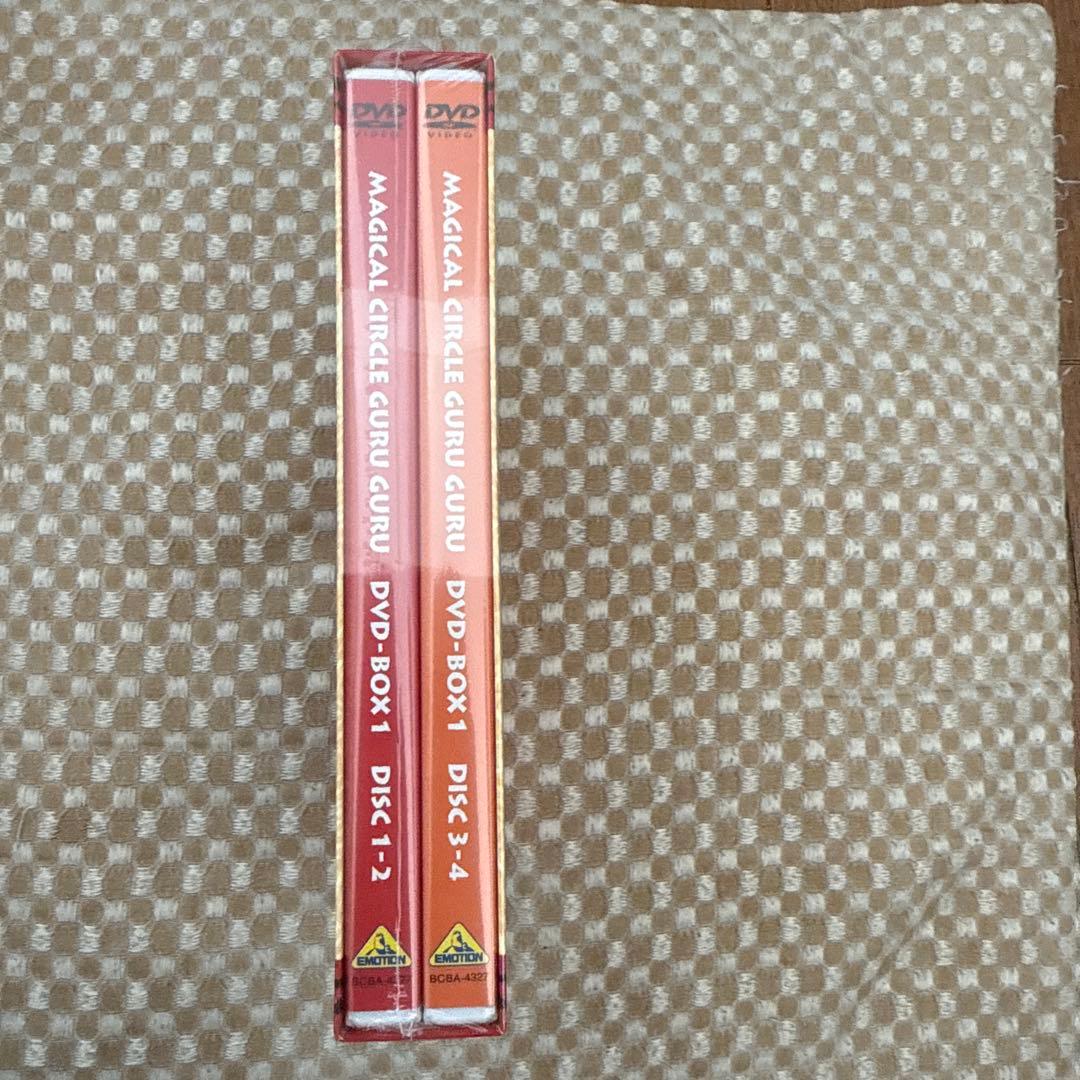 DVD
VIDEO
MAGICAL CIRCLE GURU GURU DVD-BOX 1 DISC 1-2
EMOTION
DVD
VIDEO
MAGICAL CIRCLE GURU GURU DVD-BOX 1 DISC 3-4
EMOTION
BCBA-4327